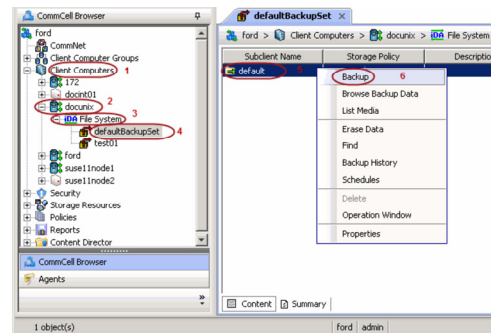 CommCell Browser
ford
CommNet
Client Computer Groups
Client Computers 1
172
docint01
2
docunix
3
iDA File System
defaultBackupSet 4
test01
ford
suse11node1
suse11node2
Security
Storage Resources
Policies
Reports
Content Director
CommCell Browser
Agents
1 object(s)
defaultBackupSet
ford > Client Computers > docunix > iDA File System
Subclient Name Storage Policy Descriptio
default 5
Backup 6
Browse Backup Data
List Media
Erase Data
Find
Backup History
Schedules
Delete
Operation Window
Properties
Content Summary
ford admin